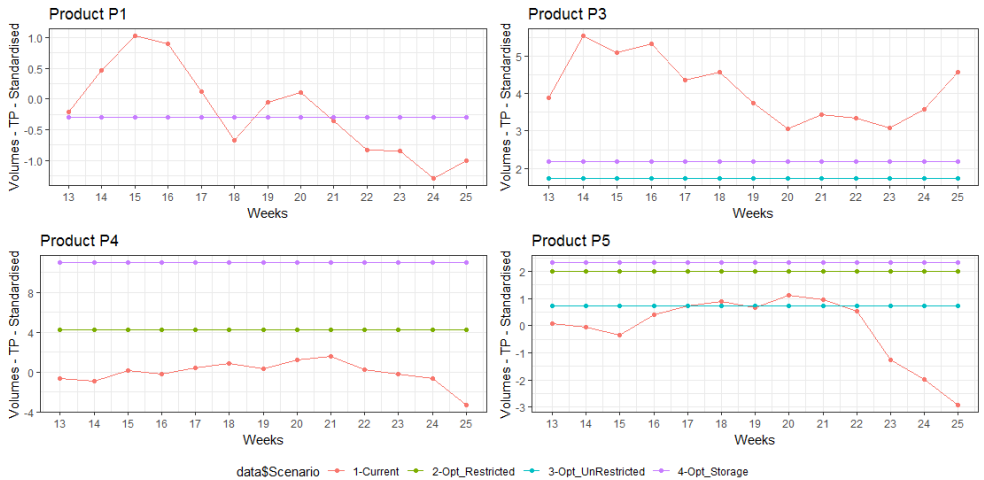 Product P1
Volumes - TP - Standardised
1.0
0.5
0.0
-0.5
-1.0
13 14 15 16 17 18 19 20 21 22 23 24 25
Weeks
Product P3
Volumes - TP - Standardised
5
4
3
2
13 14 15 16 17 18 19 20 21 22 23 24 25
Weeks
Product P4
Volumes - TP - Standardised
8
4
0
-4
13 14 15 16 17 18 19 20 21 22 23 24 25
Weeks
Product P5
Volumes - TP - Standardised
2
1
0
-1
-2
-3
13 14 15 16 17 18 19 20 21 22 23 24 25
Weeks
data$Scenario 1-Current 2-Opt_Restricted 3-Opt_UnRestricted 4-Opt_Storage